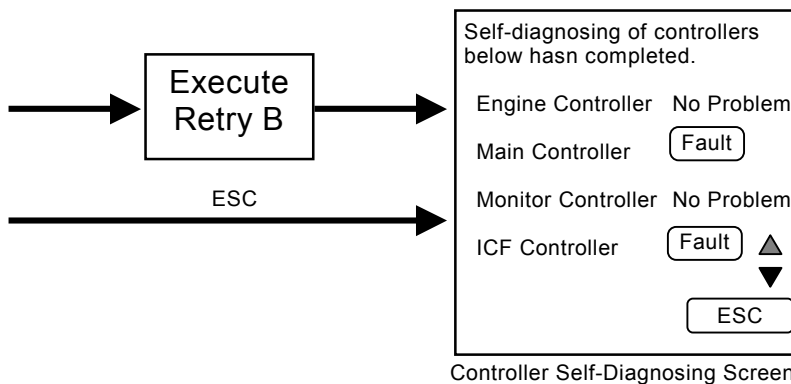 Execute
Retry B
ESC
Self-diagnosing of controllers
below hasn completed.
Engine Controller No Problem
Main Controller Fault
Monitor Controller No Problem
ICF Controller Fault
ESC
Controller Self-Diagnosing Screen